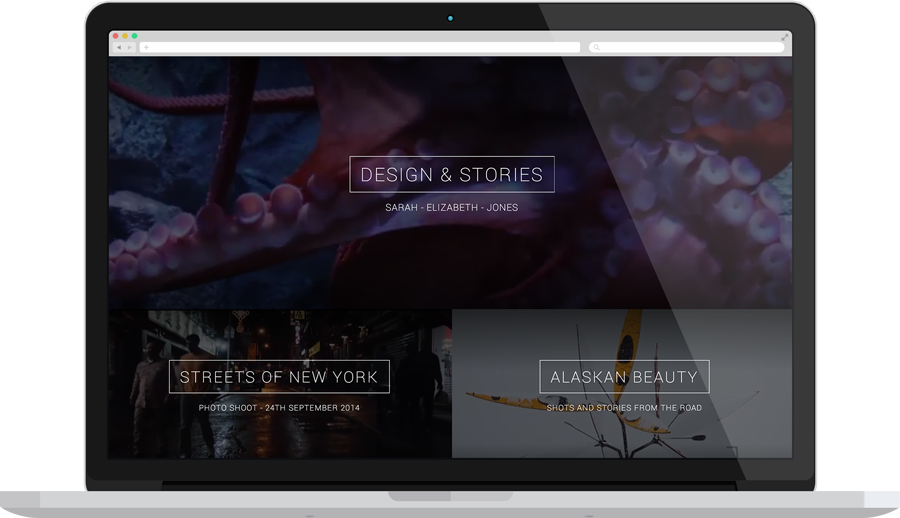 DESIGN & STORIES
SARAH - ELIZABETH - JONES
STREETS OF NEW YORK
PHOTO SHOOT - 24TH SEPTEMBER 2014
ALASKAN BEAUTY
SHOTS AND STORIES FROM THE ROAD